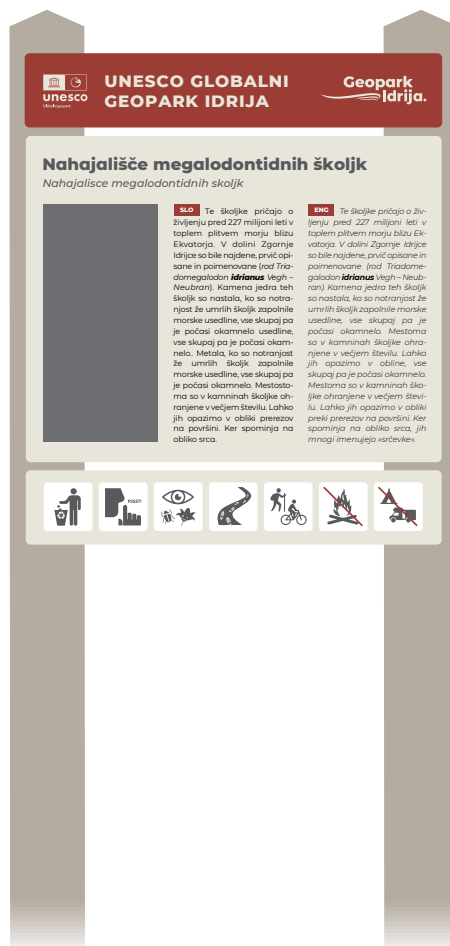 UNESCO GLOBALNI
GEOPARK IDRIJA
unesco
Geopark
Idrija.
Nahajališče megalodontidnih školjk
Nahajalisce megalodontidnih skoljk
SLO Te školjke pričajo o
življenju pred 227 milijoni leti v
toplem plitvem morju blizu
Ekvatorja. V dolini Zgornje
Idrijce so bile najdene, prvič opi-
sane in poimenovane (rod Tria-
domegalodon idrianus Vegh –
Neubran). Kamena jedra teh
školjk so nastala, ko so notra-
njost že umrlih školjk zapolnile
morske usedline, vse skupaj pa
je počasi okamnelo usedline,
vse skupaj pa je počasi okam-
nelo.. Metala, ko so notranjost
že umrlih školjk zapolnile
morske usedline, vse skupaj pa
je počasi okamnelo. Mestosto-
ma so v kamninah školjke oh-
ranjene v večjem številu. Lahko
jih opazimo v obliki prerezov
na površini. Ker spominja na
obliko srca.
ENG Te školjke pričajo o živ-
ljenju pred 227 milijoni leti v
toplem plitvem morju blizu Ek-
vatorja. V dolini Zgornje Idrijce
so bile najdene, prvič opisane in
poimenovane (rod Triadome-
galodon idrianus Vegh – Neub-
ran). Kamena jedra teh školjk
so nastala, ko so notranjost že
umrlih školjk zapolnile morske
usedline, vse skupaj pa je
počasi okamnelo. Mestoma
so v kamninah školjke ohra-
njene v večjem številu. Lahko
jih opazimo v obline, vse
skupaj pa je počasi okamnelo.
Mestoma so v kamninah ško-
ljke ohranjene v večjem števi-
lu. Lahko jih opazimo v obliki
preki prerezov na površini. Ker
spominja na obliko srca, jih
mnogi imenujejo »srčevke«.
PSSST!